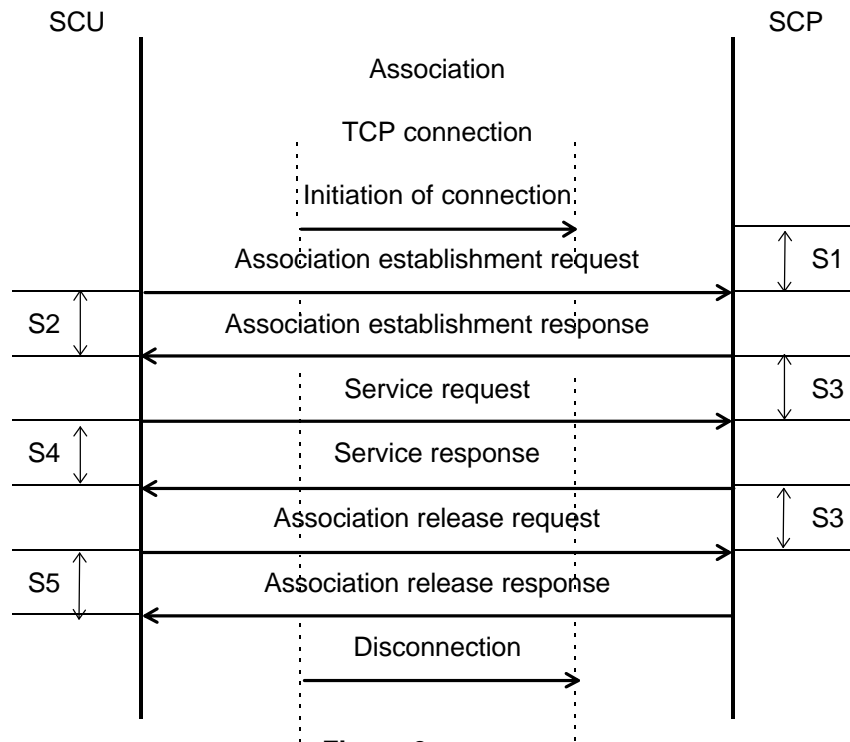 SCU SCP
Association
TCP connection
Initiation of connection
S1
Association establishment request
S2
Association establishment response
Service request
S3
S4
Service response
Association release request
S3
S5
Association release response
Disconnection